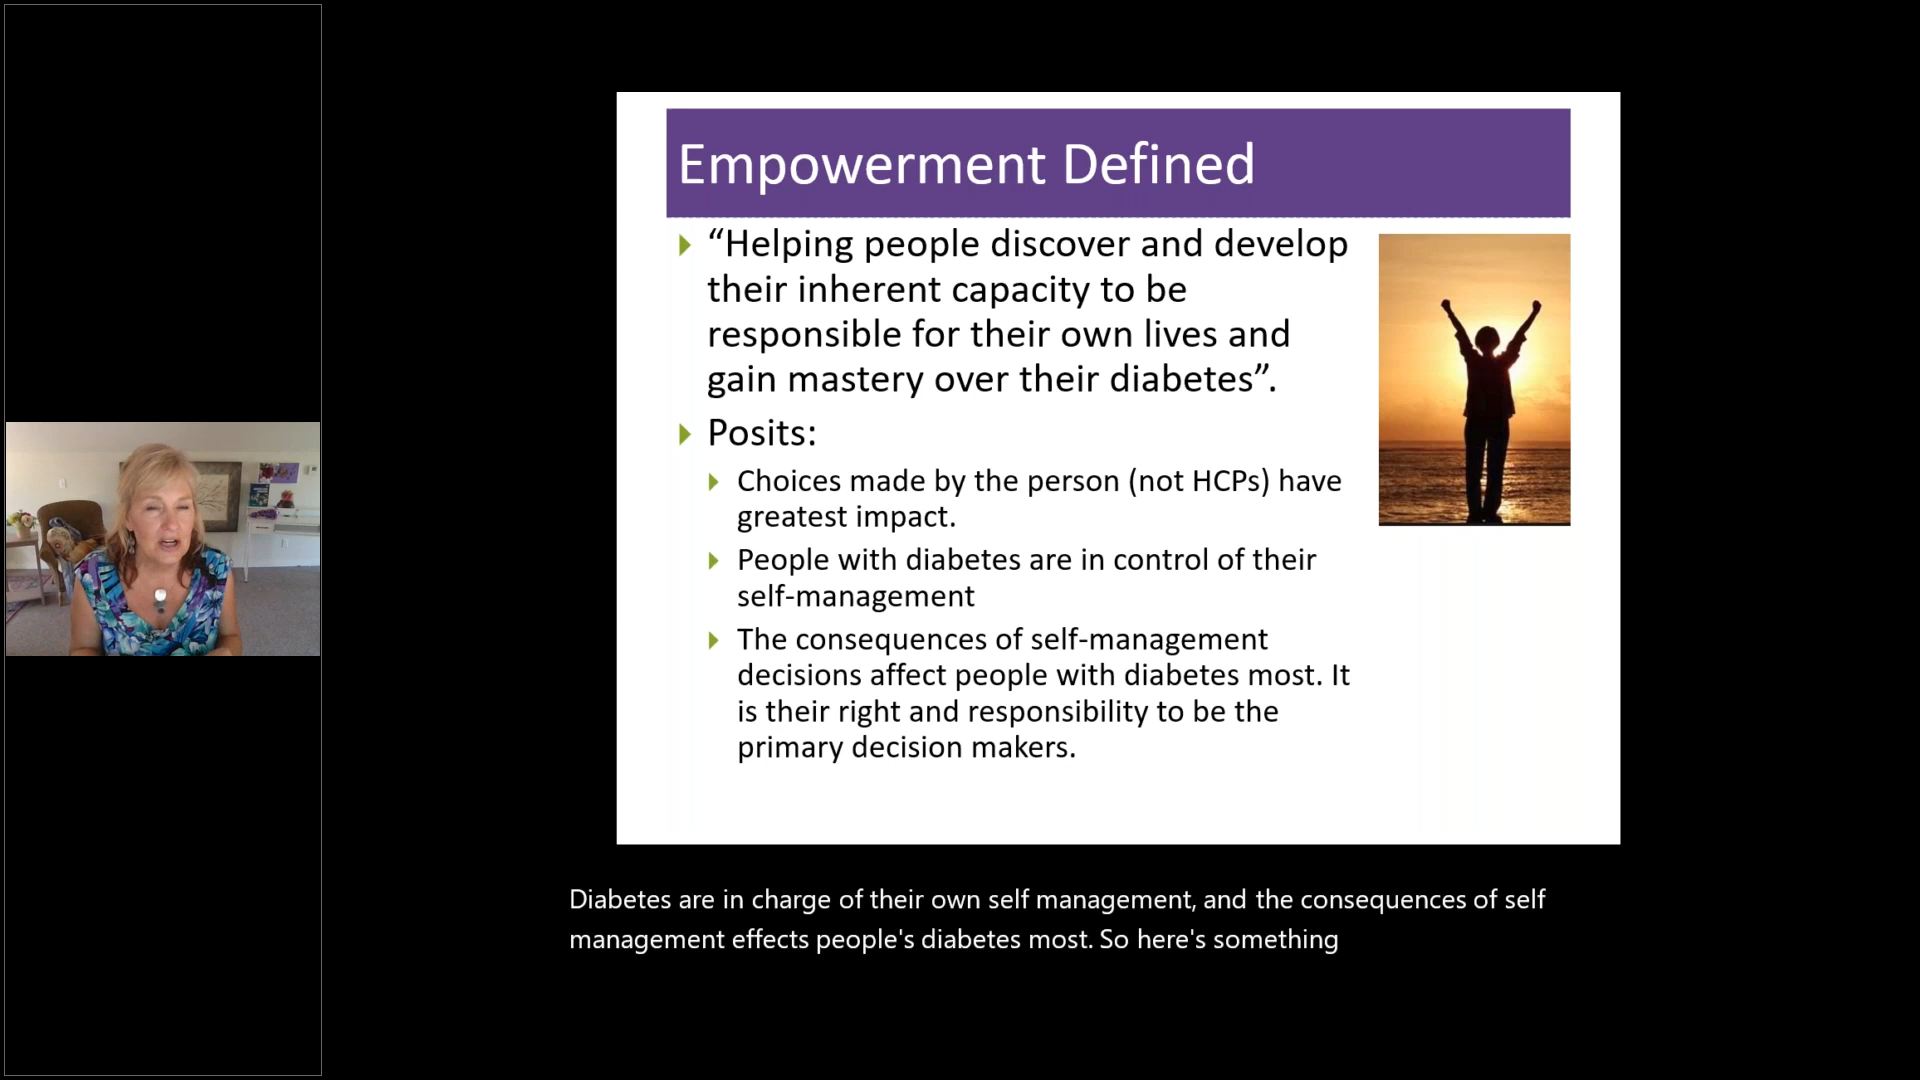 Empowerment Defined
“Helping people discover and develop
their inherent capacity to be
responsible for their own lives and
gain mastery over their diabetes”.
Posits:
Choices made by the person (not HCPs) have
greatest impact.
People with diabetes are in control of their
self-management
The consequences of self-management
decisions affect people with diabetes most. It
is their right and responsibility to be the
primary decision makers.
Diabetes are in charge of their own self management, and the consequences of self
management effects people's diabetes most. So here's something